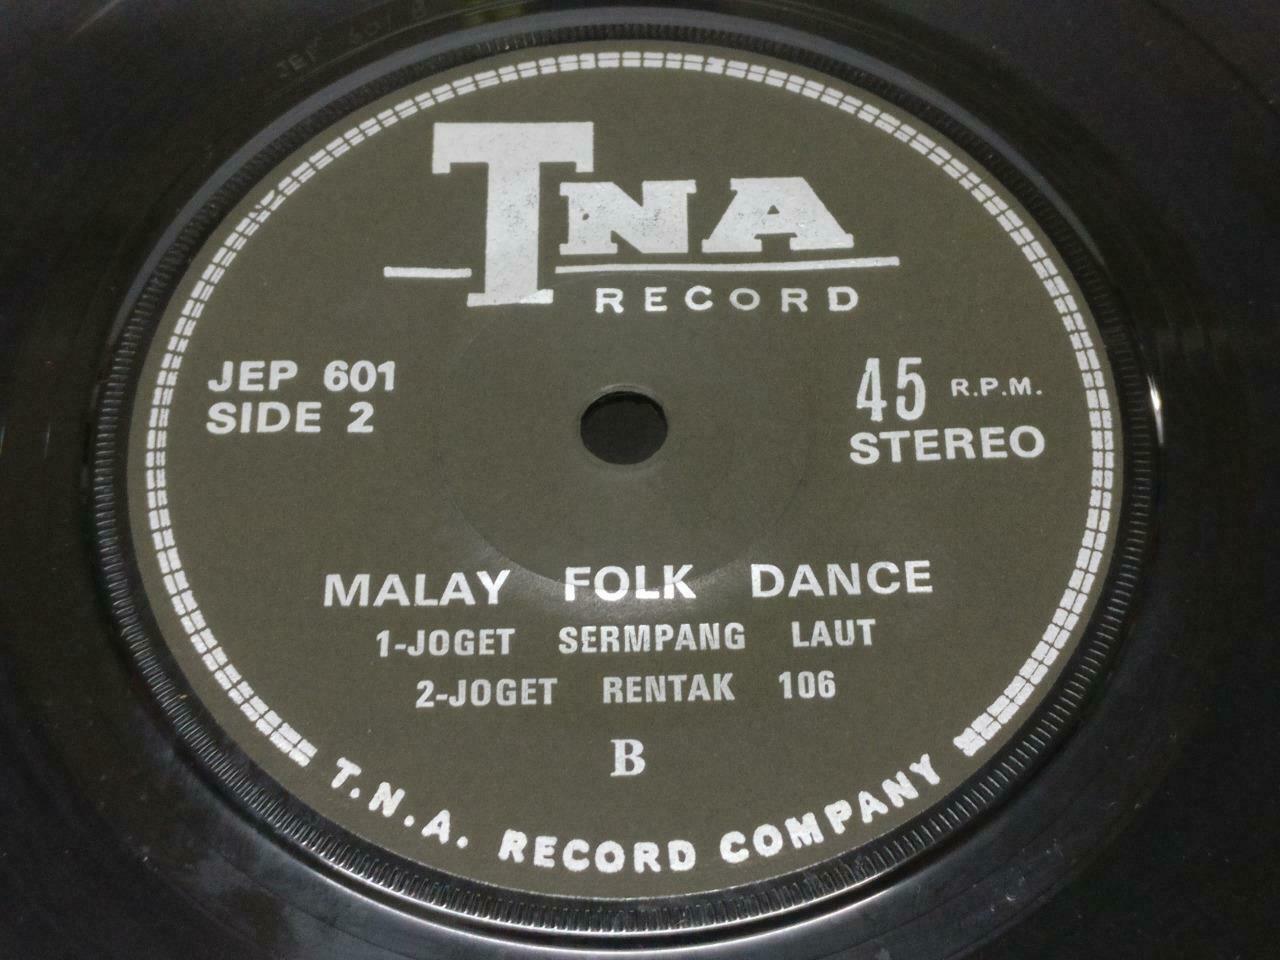 TNA
RECORD
JEP 601
SIDE 2
45 R.P.M.
STEREO
MALAY FOLK DANCE
1-JOGET SERMPANG LAUT
2-JOGET RENTAK 106
B
T.N.A. RECORD COMPANY